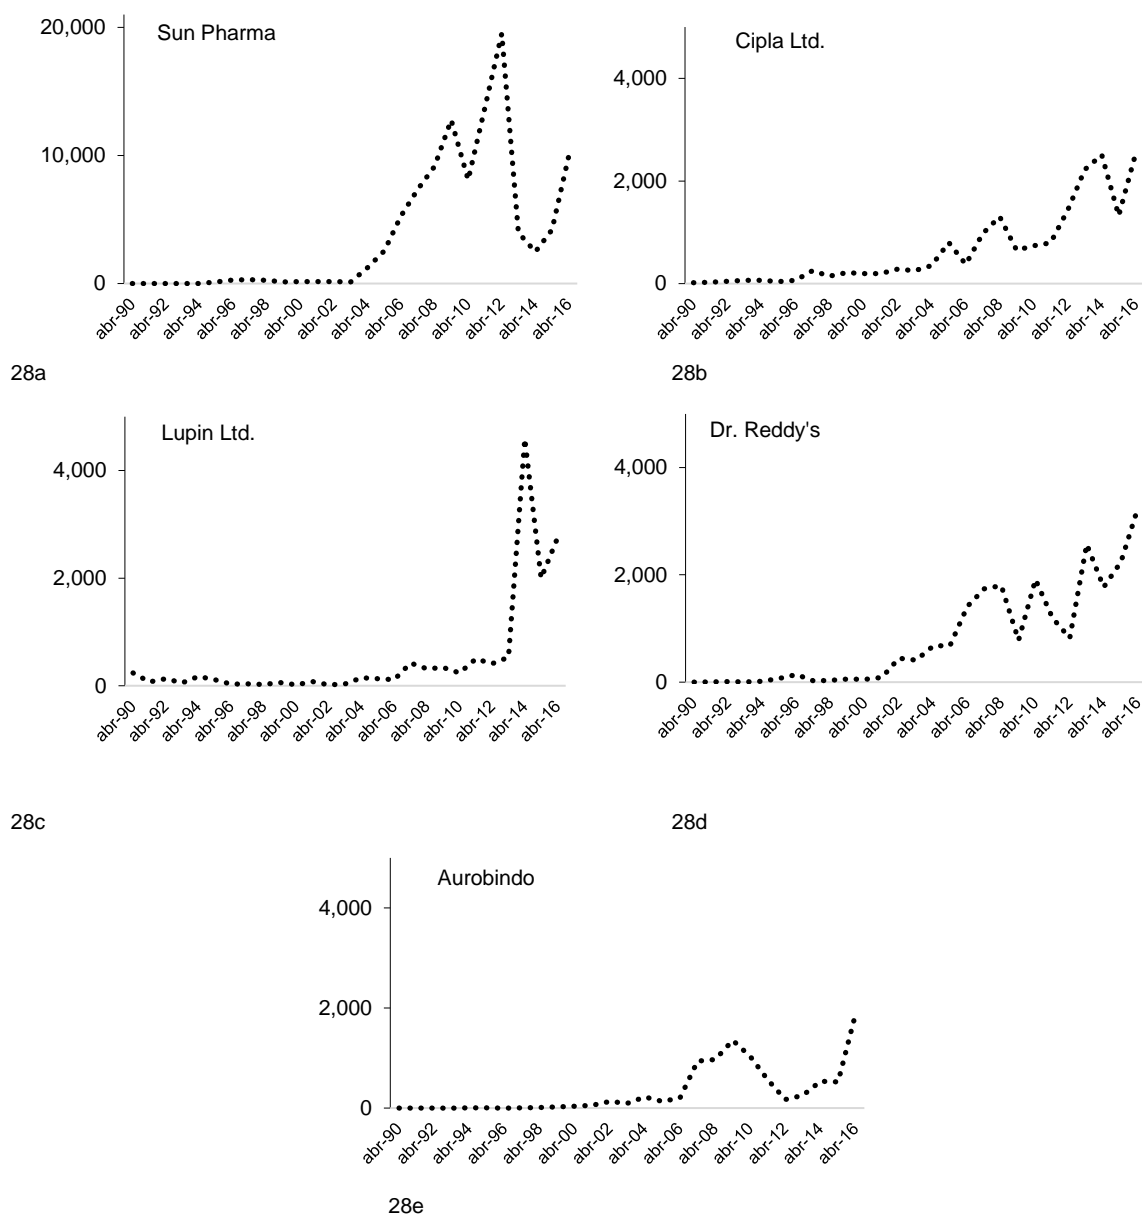 Sun Pharma
20,000
10,000
0
abr-90 abr-92 abr-94 abr-96 abr-98 abr-00 abr-02 abr-04 abr-06 abr-08 abr-10 abr-12 abr-14 abr-16
28a
Cipla Ltd.
4,000
2,000
0
abr-90 abr-92 abr-94 abr-96 abr-98 abr-00 abr-02 abr-04 abr-06 abr-08 abr-10 abr-12 abr-14 abr-16
28b
Lupin Ltd.
4,000
2,000
0
abr-90 abr-92 abr-94 abr-96 abr-98 abr-00 abr-02 abr-04 abr-06 abr-08 abr-10 abr-12 abr-14 abr-16
28c
Dr. Reddy's
4,000
2,000
0
abr-90 abr-92 abr-94 abr-96 abr-98 abr-00 abr-02 abr-04 abr-06 abr-08 abr-10 abr-12 abr-14 abr-16
28d
Aurobindo
4,000
2,000
0
abr-90 abr-92 abr-94 abr-96 abr-98 abr-00 abr-02 abr-04 abr-06 abr-08 abr-10 abr-12 abr-14 abr-16
28e